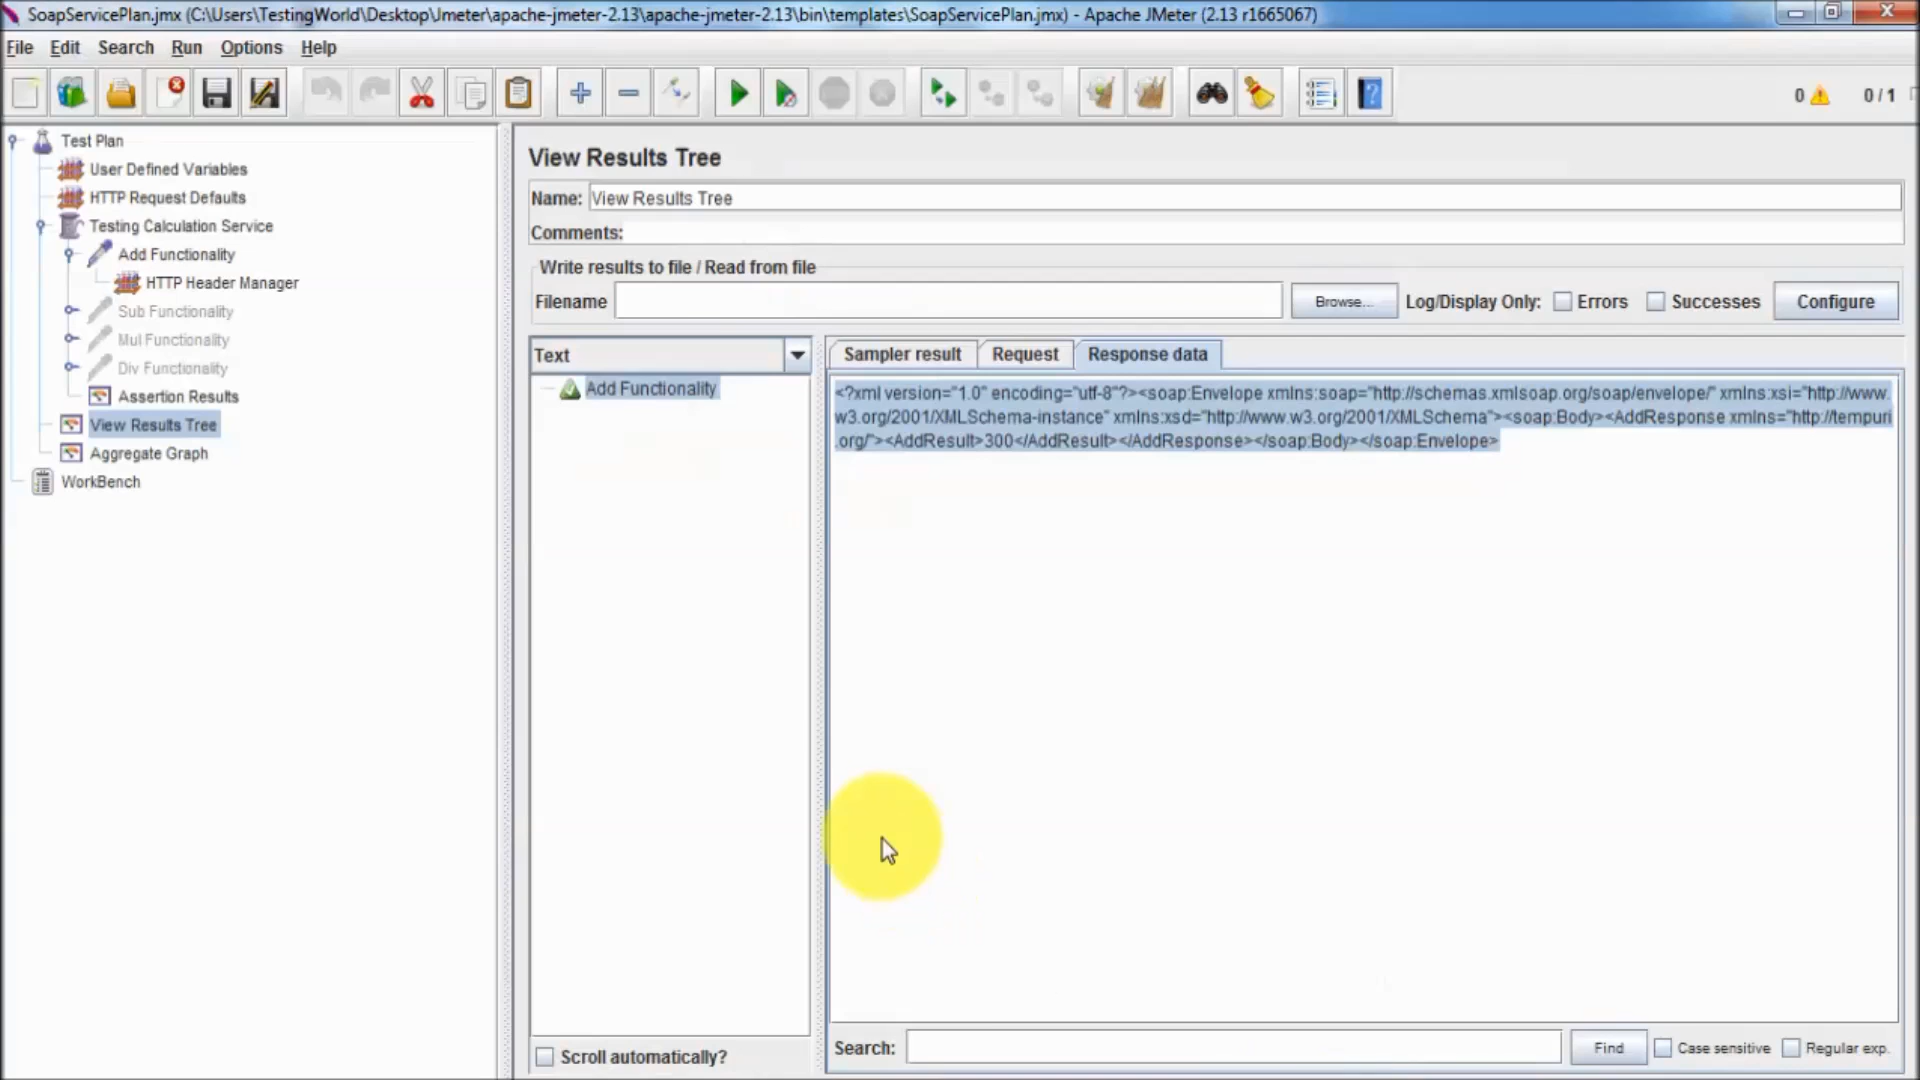 SoapServicePlan.jmx (C:\Users\TestingWorld\Desktop\Jmeter\apache-jmeter-2.13\apache-jmeter-2.13\bin\templates\SoapServicePlan.jmx) - Apache JMeter (2.13 r1665067)
File Edit Search Run Options Help
0 0 / 1
Test Plan
User Defined Variables
HTTP Request Defaults
Testing Calculation Service
Add Functionality
HTTP Header Manager
Sub Functionality
Mul Functionality
Div Functionality
Assertion Results
View Results Tree
Aggregate Graph
WorkBench
View Results Tree
Name: View Results Tree
Comments:
Write results to file / Read from file
Filename Browse... Log/Display Only: Errors Successes Configure
Text
Add Functionality
Sampler result Request Response data
<?xml version="1.0" encoding="utf-8"?><soap:Envelope xmlns:soap="http://schemas.xmlsoap.org/soap/envelope/" xmlns:xsi="http://www.
w3.org/2001/XMLSchema-instance" xmlns:xsd="http://www.w3.org/2001/XMLSchema"><soap:Body><AddResponse xmlns="http://tempuri
.org/"><AddResult>300</AddResult></AddResponse></soap:Body></soap:Envelope>
Scroll automatically?
Search: Find Case sensitive Regular exp.